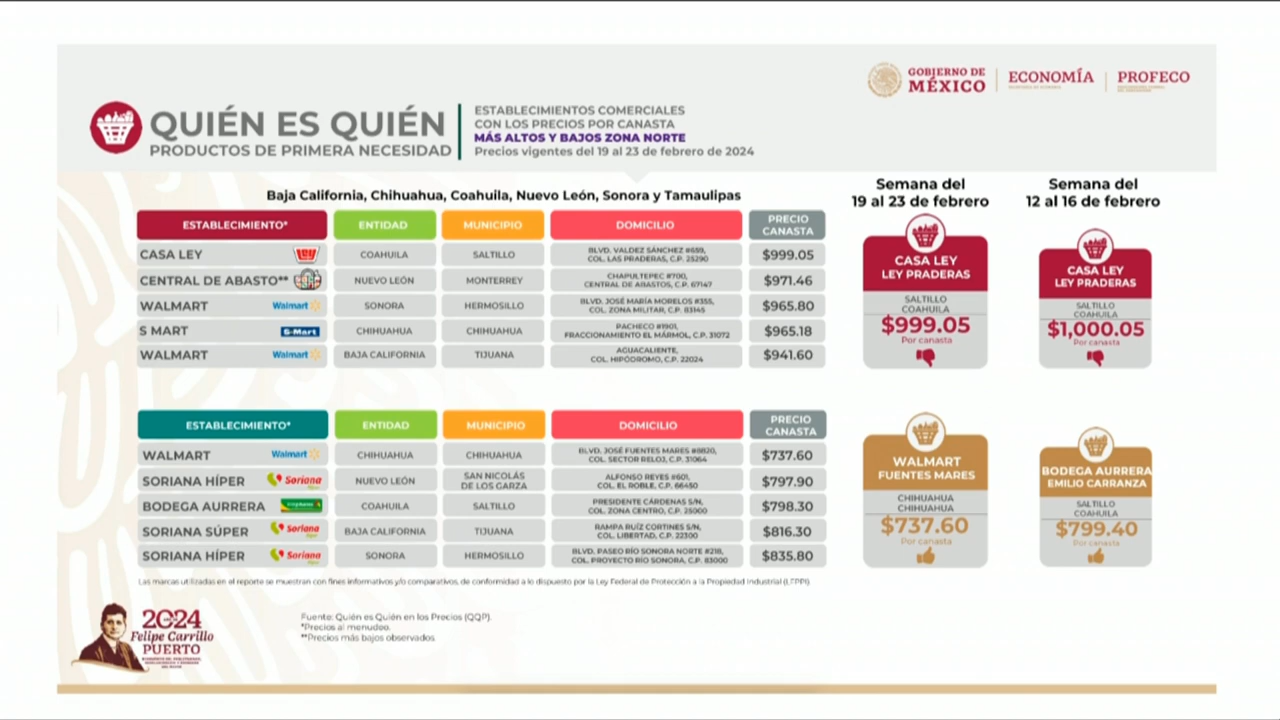 GOBIERNO DE
MÉXICO
ECONOMÍA
PROFECO
QUIÉN ES QUIÉN
PRODUCTOS DE PRIMERA NECESIDAD
ESTABLECIMIENTOS COMERCIALES
CON LOS PRECIOS POR CANASTA
MÁS ALTOS Y BAJOS ZONA NORTE
Precios vigentes del 19 al 23 de febrero de 2024
Baja California, Chihuahua, Coahuila, Nuevo León, Sonora y Tamaulipas
ESTABLECIMIENTO* ENTIDAD MUNICIPIO DOMICILIO PRECIO CANASTA
CASA LEY Ley COAHUILA SALTILLO BLVD. VALDEZ SÁNCHEZ #659, COL. LAS PRADERAS, C.P. 25290 $999.05
CENTRAL DE ABASTO** NUEVO LEÓN MONTERREY CHAPULTEPEC #700, CENTRAL DE ABASTOS, C.P. 67147 $971.46
WALMART Walmart SONORA HERMOSILLO BLVD. JOSÉ MARÍA MORELOS #355, COL. ZONA MILITAR, C.P. 83145 $965.80
S MART S-Mart CHIHUAHUA CHIHUAHUA PACHECO #1901, FRACCIONAMIENTO EL MÁRMOL, C.P. 31072 $965.18
WALMART Walmart BAJA CALIFORNIA TIJUANA AGUACALIENTE, COL. HIPÓDROMO, C.P. 22024 $941.60
Semana del
19 al 23 de febrero
CASA LEY
LEY PRADERAS
SALTILLO
COAHUILA
$999.05
Por canasta
Semana del
12 al 16 de febrero
CASA LEY
LEY PRADERAS
SALTILLO
COAHUILA
$1,000.05
Por canasta
ESTABLECIMIENTO* ENTIDAD MUNICIPIO DOMICILIO PRECIO CANASTA
WALMART Walmart CHIHUAHUA CHIHUAHUA BLVD. JOSÉ FUENTES MARES #8820, COL. SECTOR RELOJ, C.P. 31064 $737.60
SORIANA HÍPER Soriana NUEVO LEÓN SAN NICOLÁS DE LOS GARZA ALFONSO REYES #601, COL. EL ROBLE, C.P. 66450 $797.90
BODEGA AURRERA COAHUILA SALTILLO PRESIDENTE CÁRDENAS S/N, COL. ZONA CENTRO, C.P. 25000 $798.30
SORIANA SÚPER Soriana BAJA CALIFORNIA TIJUANA RAMPA RUÍZ CORTINES S/N, COL. LIBERTAD, C.P. 22300 $816.30
SORIANA HÍPER Soriana SONORA HERMOSILLO BLVD. PASEO RÍO SONORA NORTE #218, COL. PROYECTO RÍO SONORA, C.P. 83000 $835.80
WALMART
FUENTES MARES
CHIHUAHUA
CHIHUAHUA
$737.60
Por canasta
BODEGA AURRERA
EMILIO CARRANZA
SALTILLO
COAHUILA
$799.40
Por canasta
Las marcas utilizadas en el reporte se muestran con fines informativos y/o comparativos, de conformidad a lo dispuesto por la Ley Federal de Protección a la Propiedad Industrial (LFPPI).
2024
Felipe Carrillo
PUERTO
Fuente: Quién es Quién en los Precios (QQP).
*Precios al menudeo.
**Precios más bajos observados.